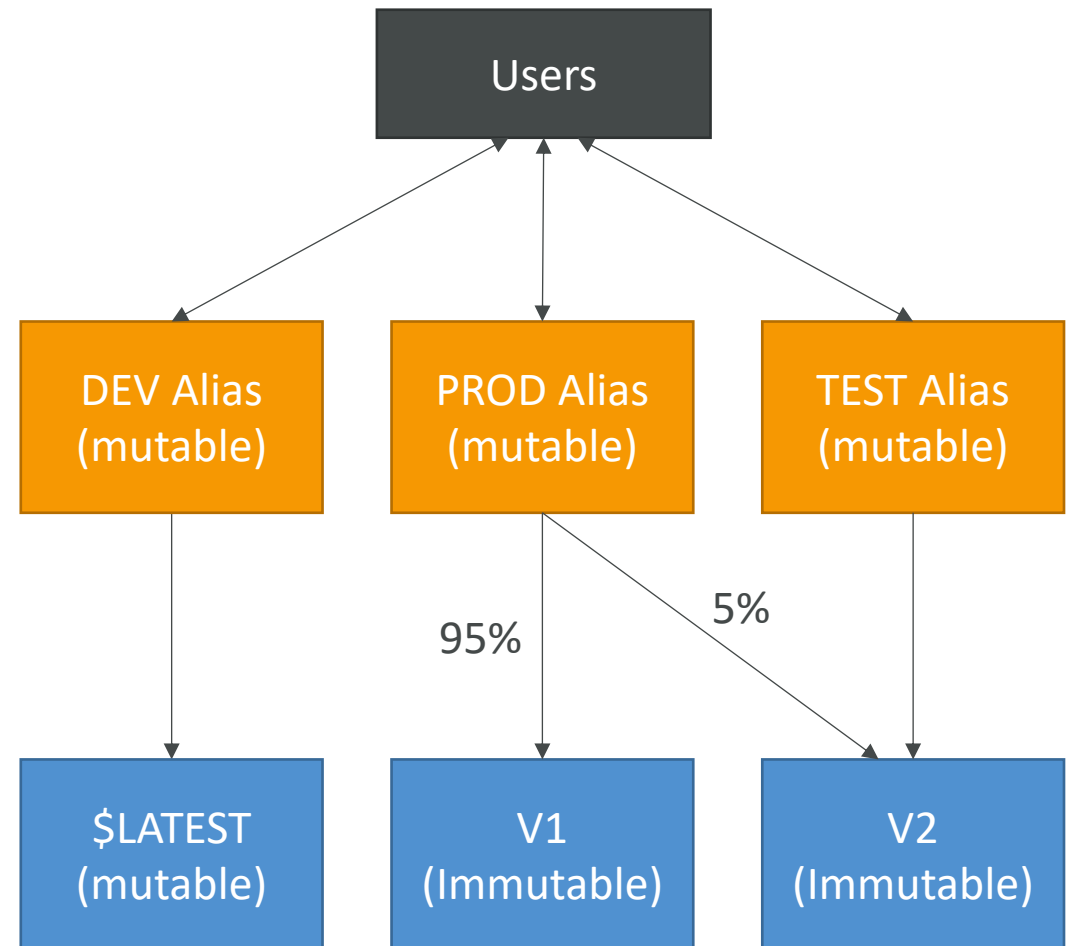 Users
DEV Alias
(mutable)
PROD Alias
(mutable)
TEST Alias
(mutable)
95%
5%
$LATEST
(mutable)
V1
(Immutable)
V2
(Immutable)